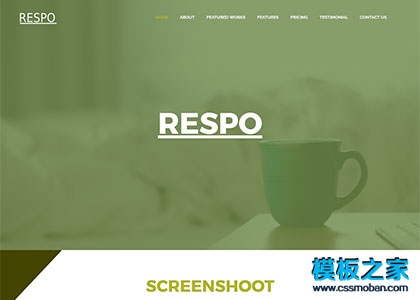 RESPO
HOME ABOUT FEATURED WORKS FEATURES PRICING TESTIMONIAL CONTACT US
RESPO
SCREENSHOOT
模板之家
www.cssmoban.com